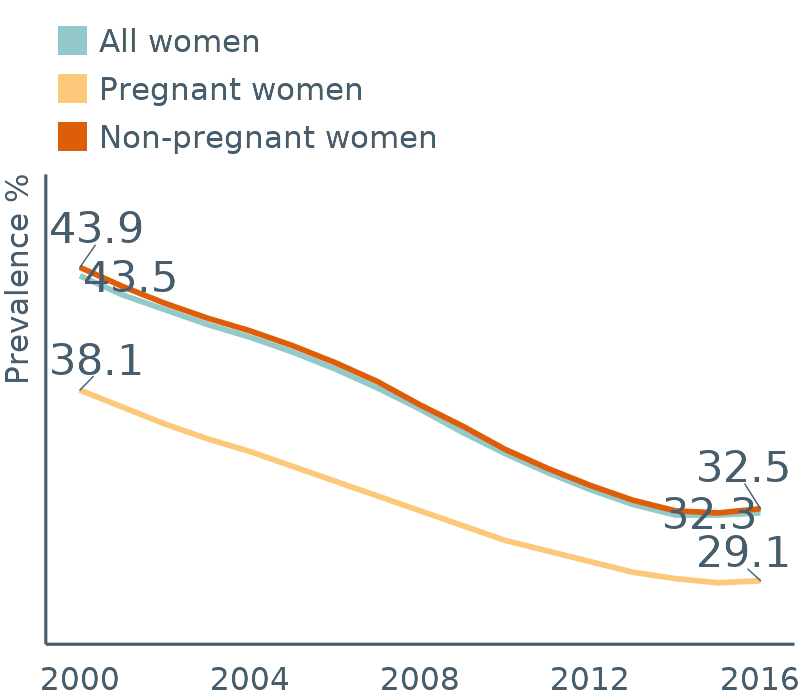 All women
Pregnant women
Non-pregnant women
Prevalence %
43.9
43.5
38.1
32.5
32.3
29.1
2000 2004 2008 2012 2016